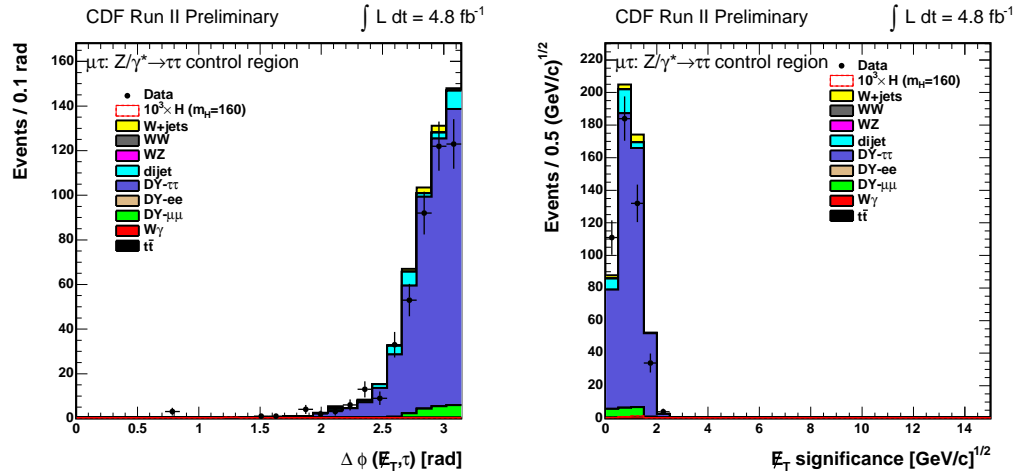 CDF Run II Preliminary
∫ L dt = 4.8 fb⁻¹
Events / 0.1 rad
μτ: Z/γ*→ττ control region
Data
10³× H (m_H=160)
W+jets
WW
WZ
dijet
DY-ττ
DY-ee
DY-μμ
Wγ
tt̄
160
140
120
100
80
60
40
20
0
0 0.5 1 1.5 2 2.5 3
Δ φ (E̸_T,τ) [rad]
CDF Run II Preliminary
∫ L dt = 4.8 fb⁻¹
Events / 0.5 (GeV/c)^1/2
μτ: Z/γ*→ττ control region
Data
10³× H (m_H=160)
W+jets
WW
WZ
dijet
DY-ττ
DY-ee
DY-μμ
Wγ
tt̄
220
200
180
160
140
120
100
80
60
40
20
0
0 2 4 6 8 10 12 14
E̸_T significance [GeV/c]^1/2